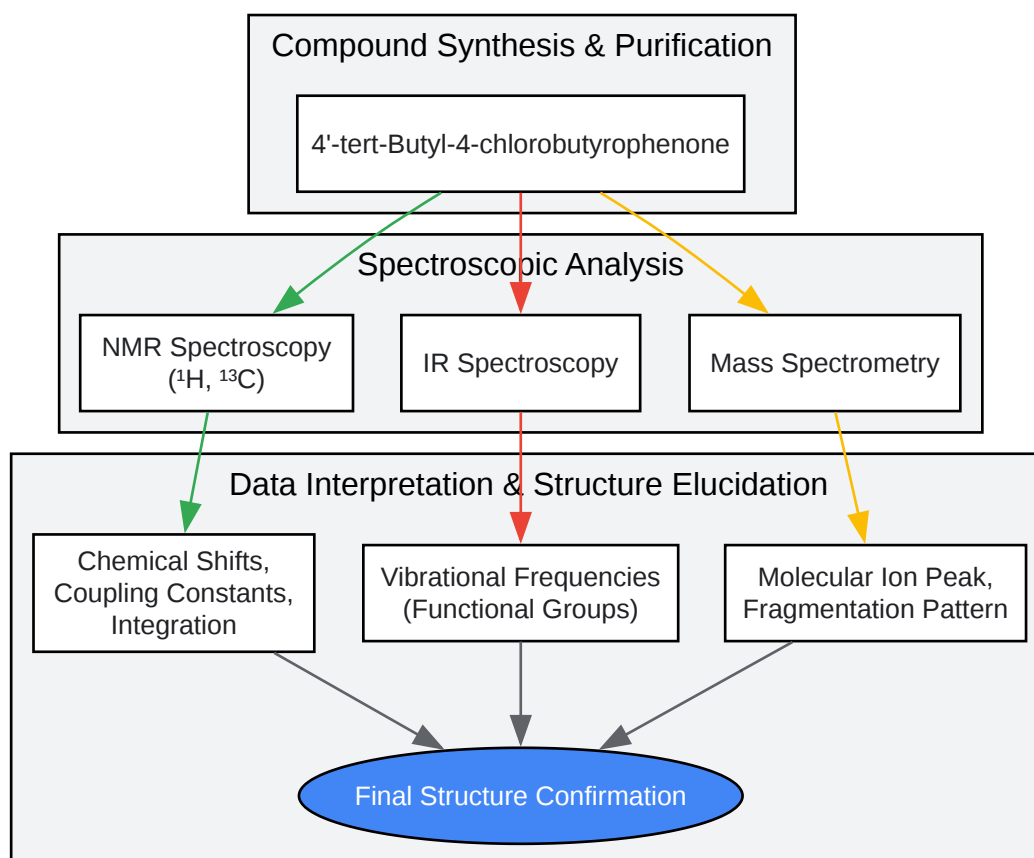 Compound Synthesis & Purification
4'-tert-Butyl-4-chlorobutyrophenone
Spectroscopic Analysis
NMR Spectroscopy
(¹H, ¹³C)
IR Spectroscopy
Mass Spectrometry
Data Interpretation & Structure Elucidation
Chemical Shifts,
Coupling Constants,
Integration
Vibrational Frequencies
(Functional Groups)
Molecular Ion Peak,
Fragmentation Pattern
Final Structure Confirmation